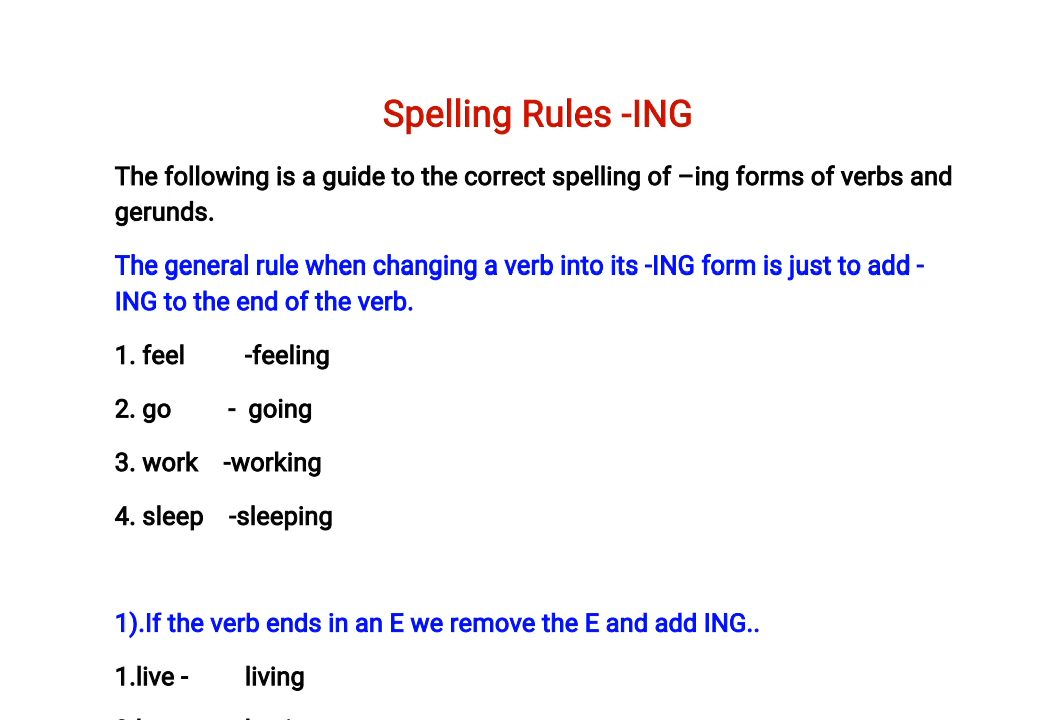 Spelling Rules -ING
The following is a guide to the correct spelling of –ing forms of verbs and
gerunds.
The general rule when changing a verb into its -ING form is just to add -
ING to the end of the verb.
1. feel -feeling
2. go - going
3. work -working
4. sleep -sleeping
1).If the verb ends in an E we remove the E and add ING..
1.live - living